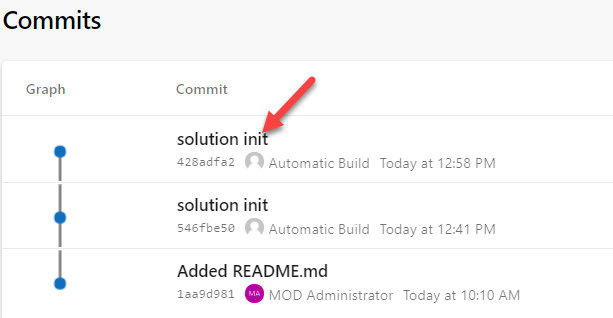 Commits
Graph Commit
solution init
428adfa2 Automatic Build Today at 12:58 PM
solution init
546fbe50 Automatic Build Today at 12:41 PM
Added README.md
1aa9d981 MA MOD Administrator Today at 10:10 AM